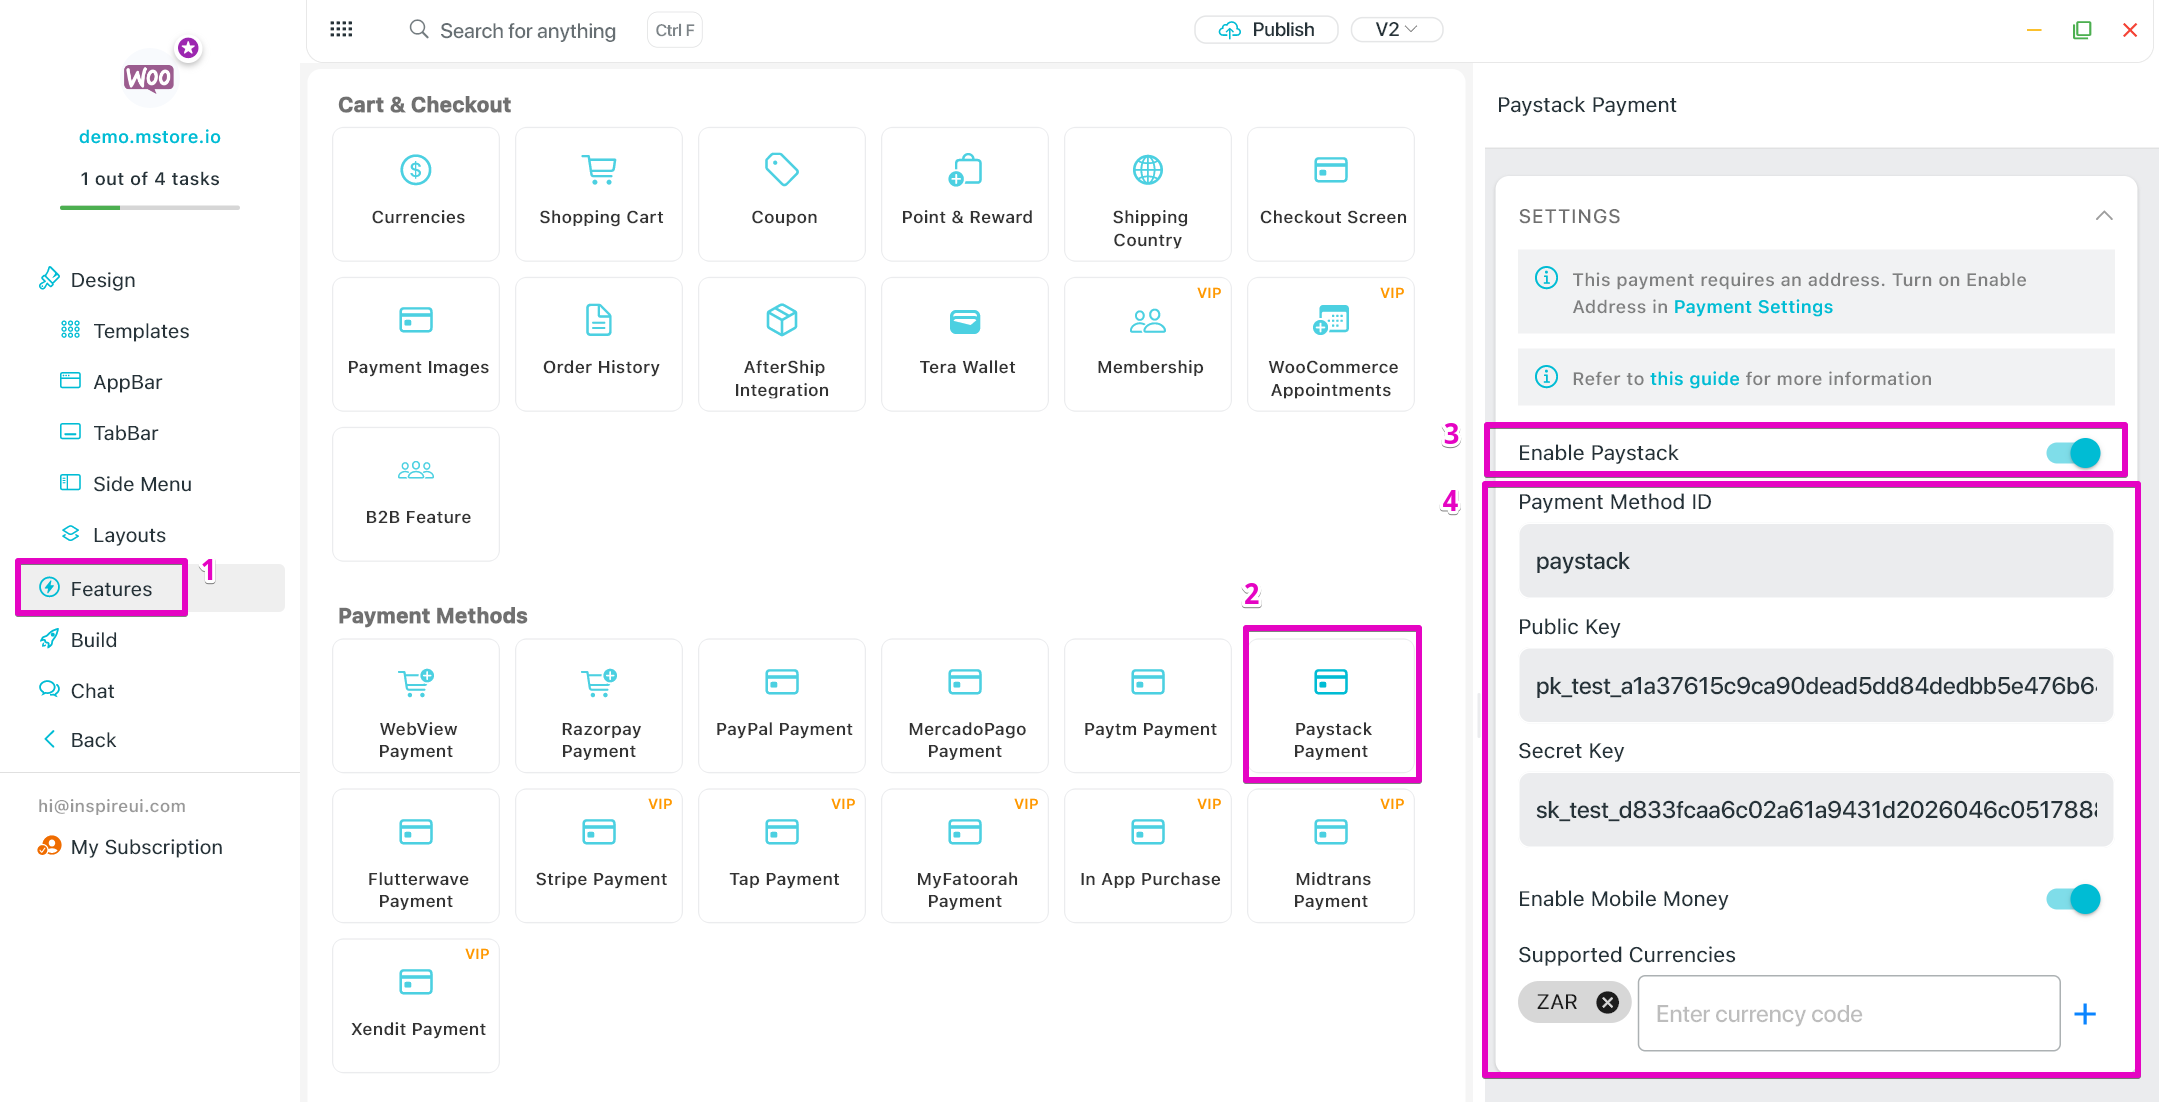 WOO
demo.mstore.io
1 out of 4 tasks
Design
Templates
AppBar
TabBar
Side Menu
Layouts
Features
1
Build
Chat
Back
hi@inspireui.com
My Subscription
Search for anything
Ctrl F
Publish
V2
Cart & Checkout
Currencies
Shopping Cart
Coupon
Point & Reward
Shipping
Country
Checkout Screen
Payment Images
Order History
AfterShip
Integration
Tera Wallet
VIP
Membership
VIP
WooCommerce
Appointments
B2B Feature
Payment Methods
2
WebView
Payment
Razorpay
Payment
PayPal Payment
MercadoPago
Payment
Paytm Payment
Paystack
Payment
Flutterwave
Payment
VIP
Stripe Payment
VIP
Tap Payment
VIP
MyFatoorah
Payment
VIP
In App Purchase
VIP
Midtrans
Payment
VIP
Xendit Payment
Paystack Payment
SETTINGS
This payment requires an address. Turn on Enable
Address in Payment Settings
Refer to this guide for more information
3
Enable Paystack
4
Payment Method ID
paystack
Public Key
pk_test_a1a37615c9ca90dead5dd84dedbb5e476b6
Secret Key
sk_test_d833fcaa6c02a61a9431d2026046c051788
Enable Mobile Money
Supported Currencies
ZAR
Enter currency code